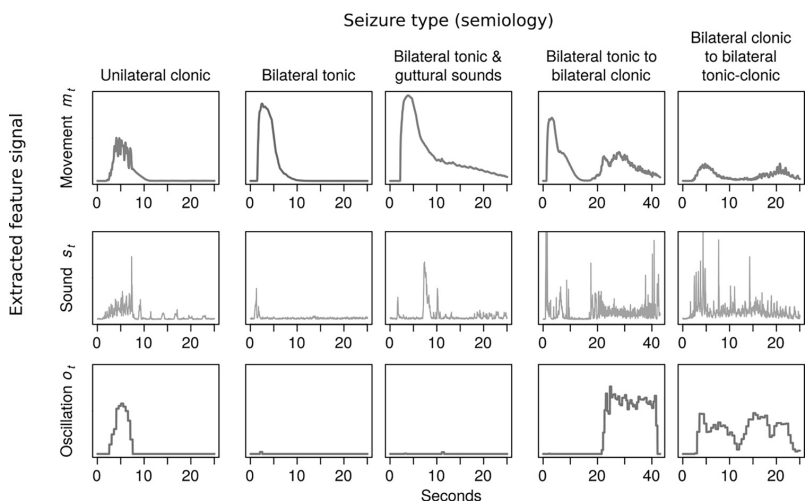 Seizure type (semiology)
Unilateral clonic
Bilateral tonic
Bilateral tonic &
guttural sounds
Bilateral tonic to
bilateral clonic
Bilateral clonic
to bilateral
tonic-clonic
Extracted feature signal
Movement m_t
0 10 20
0 10 20
0 10 20
0 10 20 30 40
0 10 20
Sound s_t
0 10 20
0 10 20
0 10 20
0 10 20 30 40
0 10 20
Oscillation o_t
0 10 20
0 10 20
0 10 20
0 10 20 30 40
0 10 20
Seconds